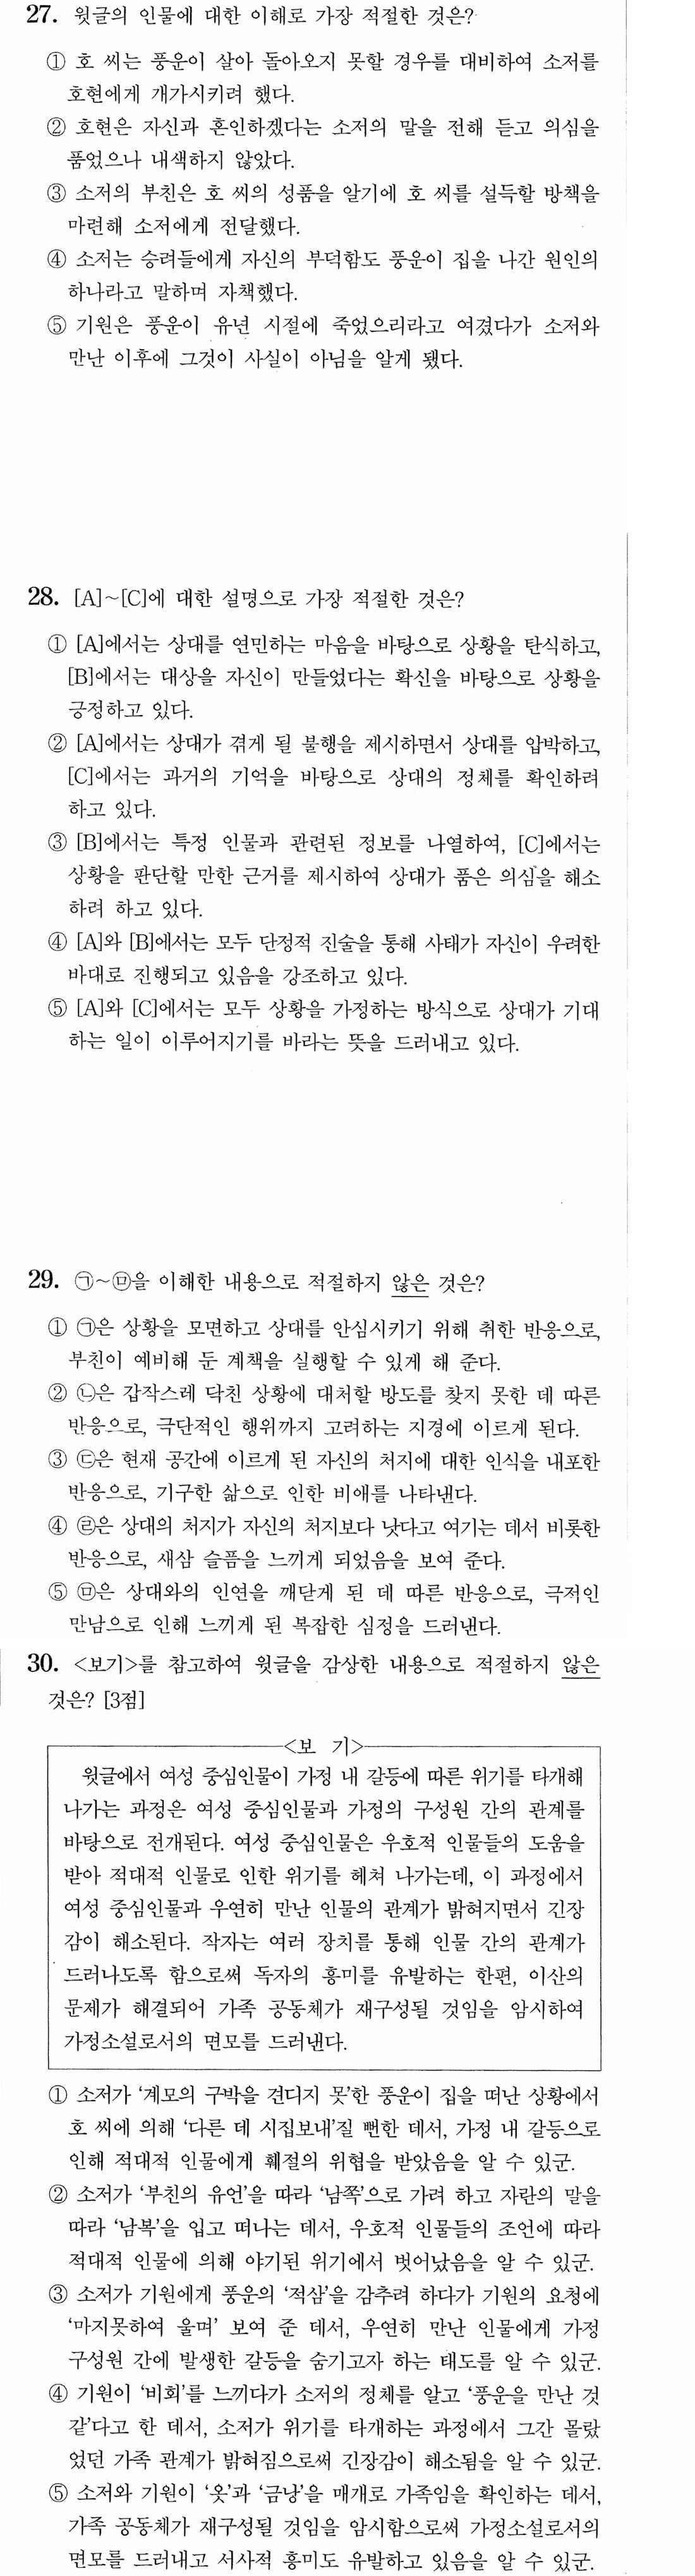 27. 윗글의 인물에 대한 이해로 가장 적절한 것은?
① 호 씨는 풍운이 살아 돌아오지 못할 경우를 대비하여 소저를
호현에게 개가시키려 했다.
② 호현은 자신과 혼인하겠다는 소저의 말을 전해 듣고 의심을
품었으나 내색하지 않았다.
③ 소저의 부친은 호 씨의 성품을 알기에 호 씨를 설득할 방책을
마련해 소저에게 전달했다.
④ 소저는 승려들에게 자신의 부덕함도 풍운이 집을 나간 원인의
하나라고 말하며 자책했다.
⑤ 기원은 풍운이 유년 시절에 죽었으리라고 여겼다가 소저와
만난 이후에 그것이 사실이 아님을 알게 됐다.
28. [A]~[C]에 대한 설명으로 가장 적절한 것은?
① [A]에서는 상대를 연민하는 마음을 바탕으로 상황을 탄식하고,
[B]에서는 대상을 자신이 만들었다는 확신을 바탕으로 상황을
긍정하고 있다.
② [A]에서는 상대가 겪게 될 불행을 제시하면서 상대를 압박하고,
[C]에서는 과거의 기억을 바탕으로 상대의 정체를 확인하려
하고 있다.
③ [B]에서는 특정 인물과 관련된 정보를 나열하여, [C]에서는
상황을 판단할 만한 근거를 제시하여 상대가 품은 의심을 해소
하려 하고 있다.
④ [A]와 [B]에서는 모두 단정적 진술을 통해 사태가 자신이 우려한
바대로 진행되고 있음을 강조하고 있다.
⑤ [A]와 [C]에서는 모두 상황을 가정하는 방식으로 상대가 기대
하는 일이 이루어지기를 바라는 뜻을 드러내고 있다.
29. ㉠~㉤을 이해한 내용으로 적절하지 않은 것은?
① ㉠은 상황을 모면하고 상대를 안심시키기 위해 취한 반응으로,
부친이 예비해 둔 계책을 실행할 수 있게 해 준다.
② ㉡은 갑작스레 닥친 상황에 대처할 방도를 찾지 못한 데 따른
반응으로, 극단적인 행위까지 고려하는 지경에 이르게 된다.
③ ㉢은 현재 공간에 이르게 된 자신의 처지에 대한 인식을 내포한
반응으로, 기구한 삶으로 인한 비애를 나타낸다.
④ ㉣은 상대의 처지가 자신의 처지보다 낫다고 여기는 데서 비롯한
반응으로, 새삼 슬픔을 느끼게 되었음을 보여 준다.
⑤ ㉤은 상대와의 인연을 깨닫게 된 데 따른 반응으로, 극적인
만남으로 인해 느끼게 된 복잡한 심정을 드러낸다.
30. <보기>를 참고하여 윗글을 감상한 내용으로 적절하지 않은
것은? [3점]
<보 기>
윗글에서 여성 중심인물이 가정 내 갈등에 따른 위기를 타개해
나가는 과정은 여성 중심인물과 가정의 구성원 간의 관계를
바탕으로 전개된다. 여성 중심인물은 우호적 인물들의 도움을
받아 적대적 인물로 인한 위기를 헤쳐 나가는데, 이 과정에서
여성 중심인물과 우연히 만난 인물의 관계가 밝혀지면서 긴장
감이 해소된다. 작자는 여러 장치를 통해 인물 간의 관계가
드러나도록 함으로써 독자의 흥미를 유발하는 한편, 이산의
문제가 해결되어 가족 공동체가 재구성될 것임을 암시하여
가정소설로서의 면모를 드러낸다.
① 소저가 ‘계모의 구박을 견디지 못’한 풍운이 집을 떠난 상황에서
호 씨에 의해 ‘다른 데 시집보내’질 뻔한 데서, 가정 내 갈등으로
인해 적대적 인물에게 훼절의 위협을 받았음을 알 수 있군.
② 소저가 ‘부친의 유언’을 따라 ‘남쪽’으로 가려 하고 자란의 말을
따라 ‘남복’을 입고 떠나는 데서, 우호적 인물들의 조언에 따라
적대적 인물에 의해 야기된 위기에서 벗어났음을 알 수 있군.
③ 소저가 기원에게 풍운의 ‘적삼’을 감추려 하다가 기원의 요청에
‘마지못하여 울며’ 보여 준 데서, 우연히 만난 인물에게 가정
구성원 간에 발생한 갈등을 숨기고자 하는 태도를 알 수 있군.
④ 기원이 ‘비회’를 느끼다가 소저의 정체를 알고 ‘풍운을 만난 것
같’다고 한 데서, 소저가 위기를 타개하는 과정에서 그간 몰랐
었던 가족 관계가 밝혀짐으로써 긴장감이 해소됨을 알 수 있군.
⑤ 소저와 기원이 ‘옷’과 ‘금낭’을 매개로 가족임을 확인하는 데서,
가족 공동체가 재구성될 것임을 암시함으로써 가정소설로서의
면모를 드러내고 서사적 흥미도 유발하고 있음을 알 수 있군.